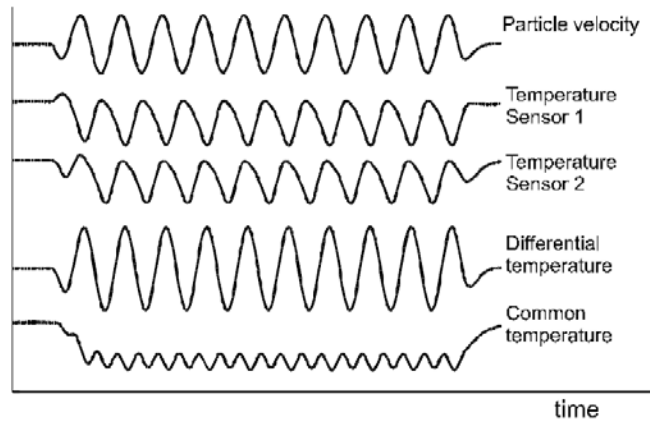 Particle velocity
Temperature
Sensor 1
Temperature
Sensor 2
Differential
temperature
Common
temperature
time